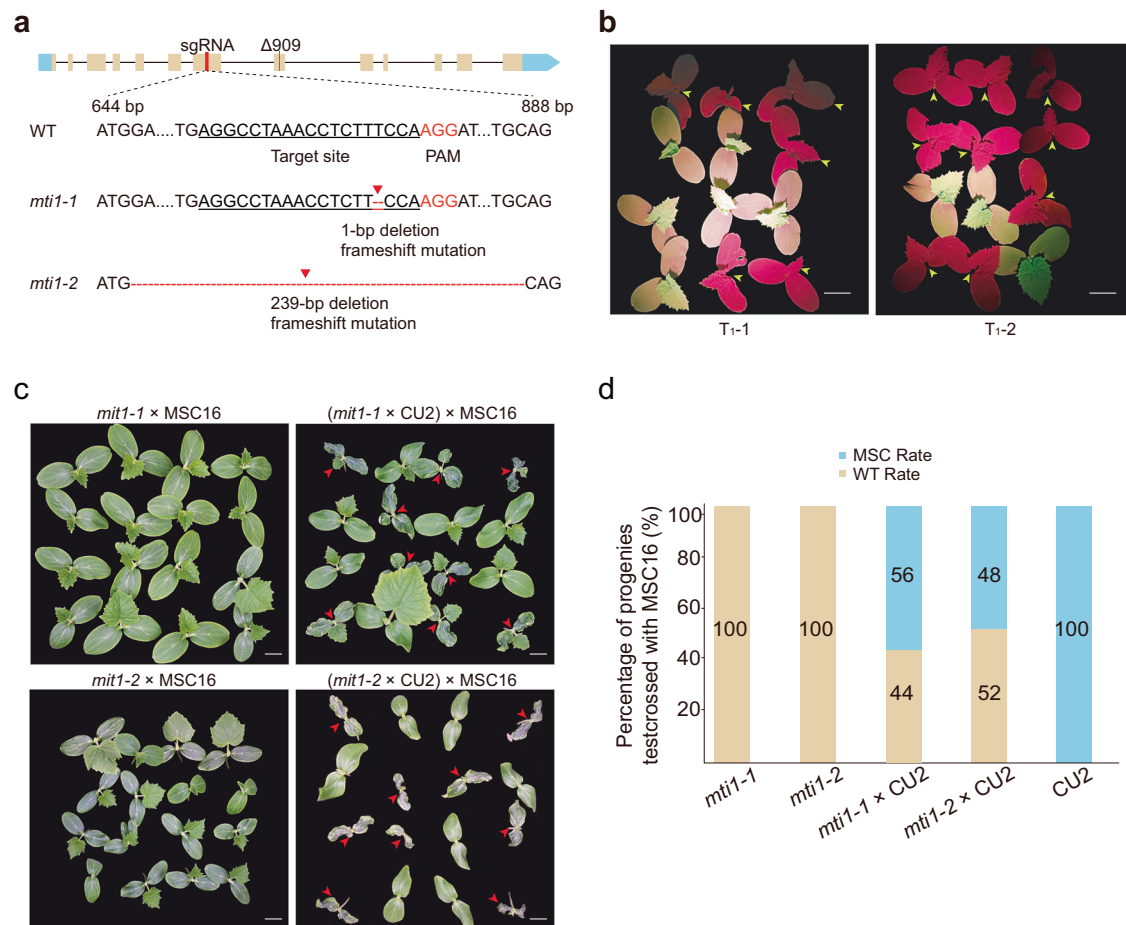 a
sgRNA Δ909
644 bp 888 bp
WT ATGGA....TGAGGCCTAAACCTCTTTCCAAGGAT...TGCAG
Target site PAM
mti1-1 ATGGA....TGAGGCCTAAACCTCTT--CCAAGGAT...TGCAG
1-bp deletion
frameshift mutation
mti1-2 ATG------------------------------------------------------------------CAG
239-bp deletion
frameshift mutation
b
T1-1 T1-2
c
mit1-1 × MSC16 (mit1-1 × CU2) × MSC16
mit1-2 × MSC16 (mit1-2 × CU2) × MSC16
d
MSC Rate
WT Rate
Percentage of progenies
testcrossed with MSC16 (%)
100
80
60
40
20
100 100 56 44 48 52 100
mti1-1 mti1-2 mti1-1 × CU2 mti1-2 × CU2 CU2